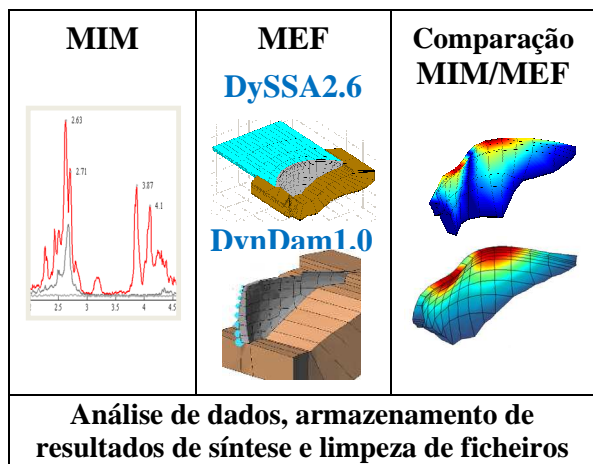 MIM
2.63
2.71
3.87
4.1
2.5
3
3.5
4
4.5
MEF
DySSA2.6
DynDam1.0
Comparação
MIM/MEF
Análise de dados, armazenamento de
resultados de síntese e limpeza de ficheiros